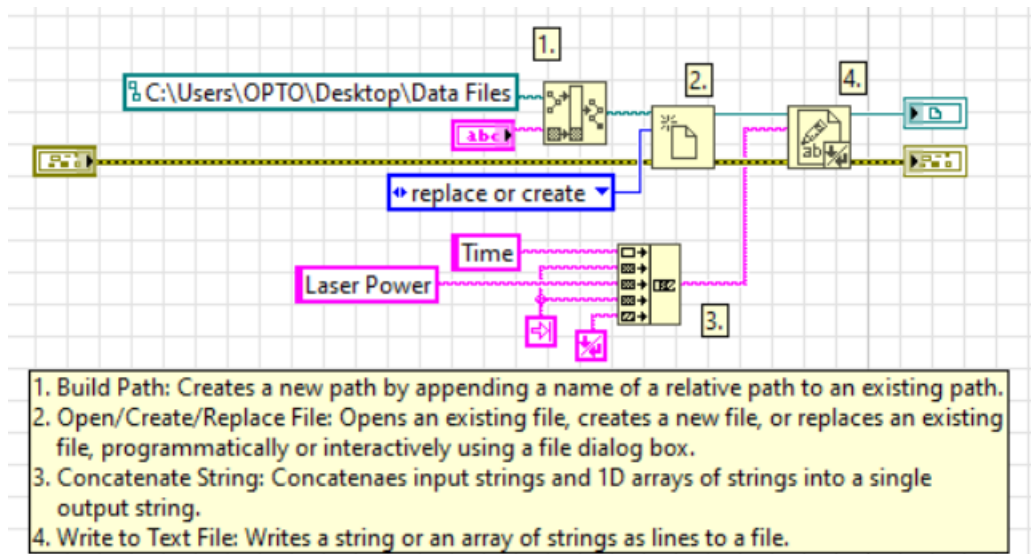 1.
C:\Users\OPTO\Desktop\Data Files
2.
4.
abc
replace or create
ab
Time
Laser Power
3.
1. Build Path: Creates a new path by appending a name of a relative path to an existing path.
2. Open/Create/Replace File: Opens an existing file, creates a new file, or replaces an existing
file, programmatically or interactively using a file dialog box.
3. Concatenate String: Concatenaes input strings and 1D arrays of strings into a single
output string.
4. Write to Text File: Writes a string or an array of strings as lines to a file.